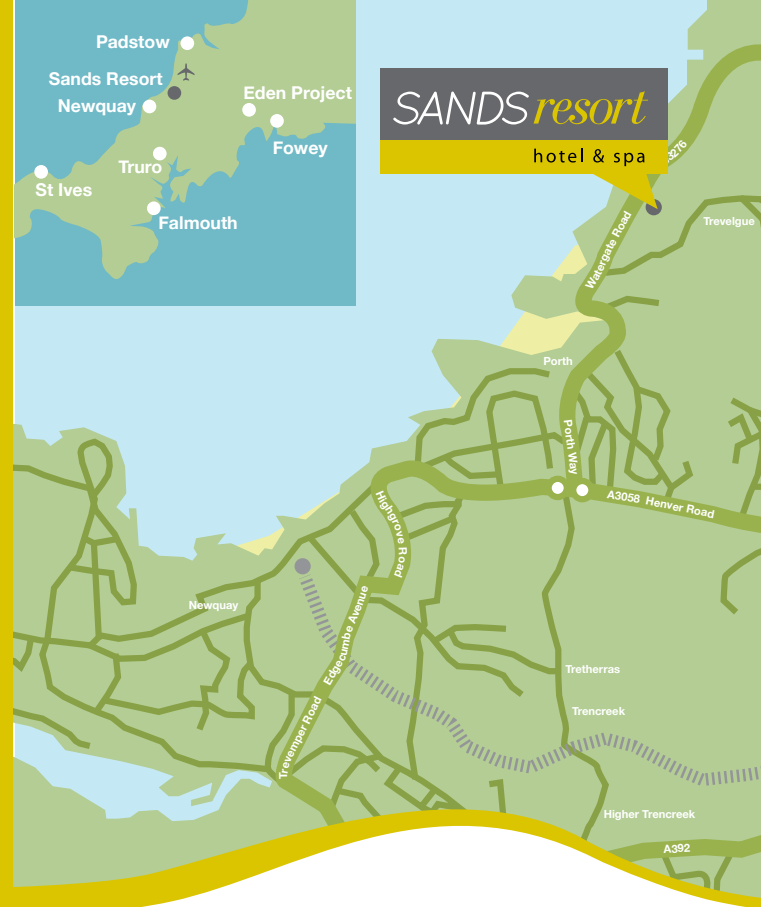 Padstow
Sands Resort
Newquay
Eden Project
Fowey
Truro
St Ives
Falmouth
SANDS resort
hotel & spa
Trevelgue
Watergate Road
Porth
Porth Way
A3058 Henver Road
Highgrove Road
Newquay
Edgecumbe Avenue
Tretherras
Trencreek
Trevemper Road
Higher Trencreek
A392